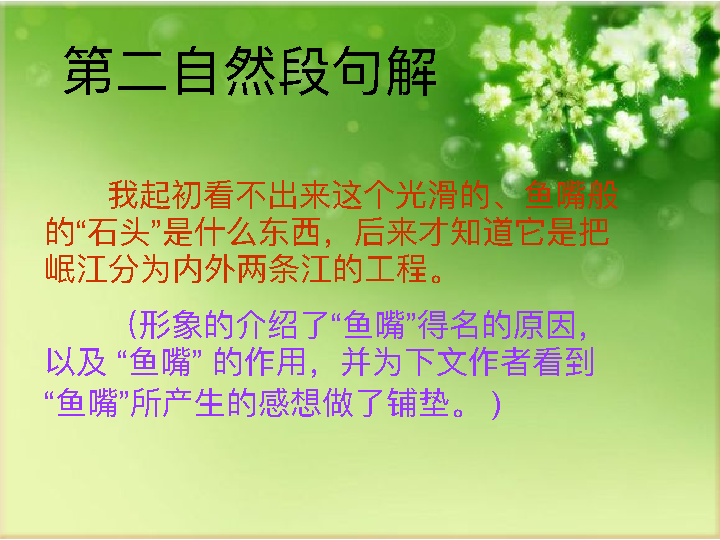 第二自然段句解
我起初看不出来这个光滑的、鱼嘴般
的“石头”是什么东西，后来才知道它是把
岷江分为内外两条江的工程。
（形象的介绍了“鱼嘴”得名的原因，
以及 “鱼嘴” 的作用，并为下文作者看到
“鱼嘴”所产生的感想做了铺垫。 )